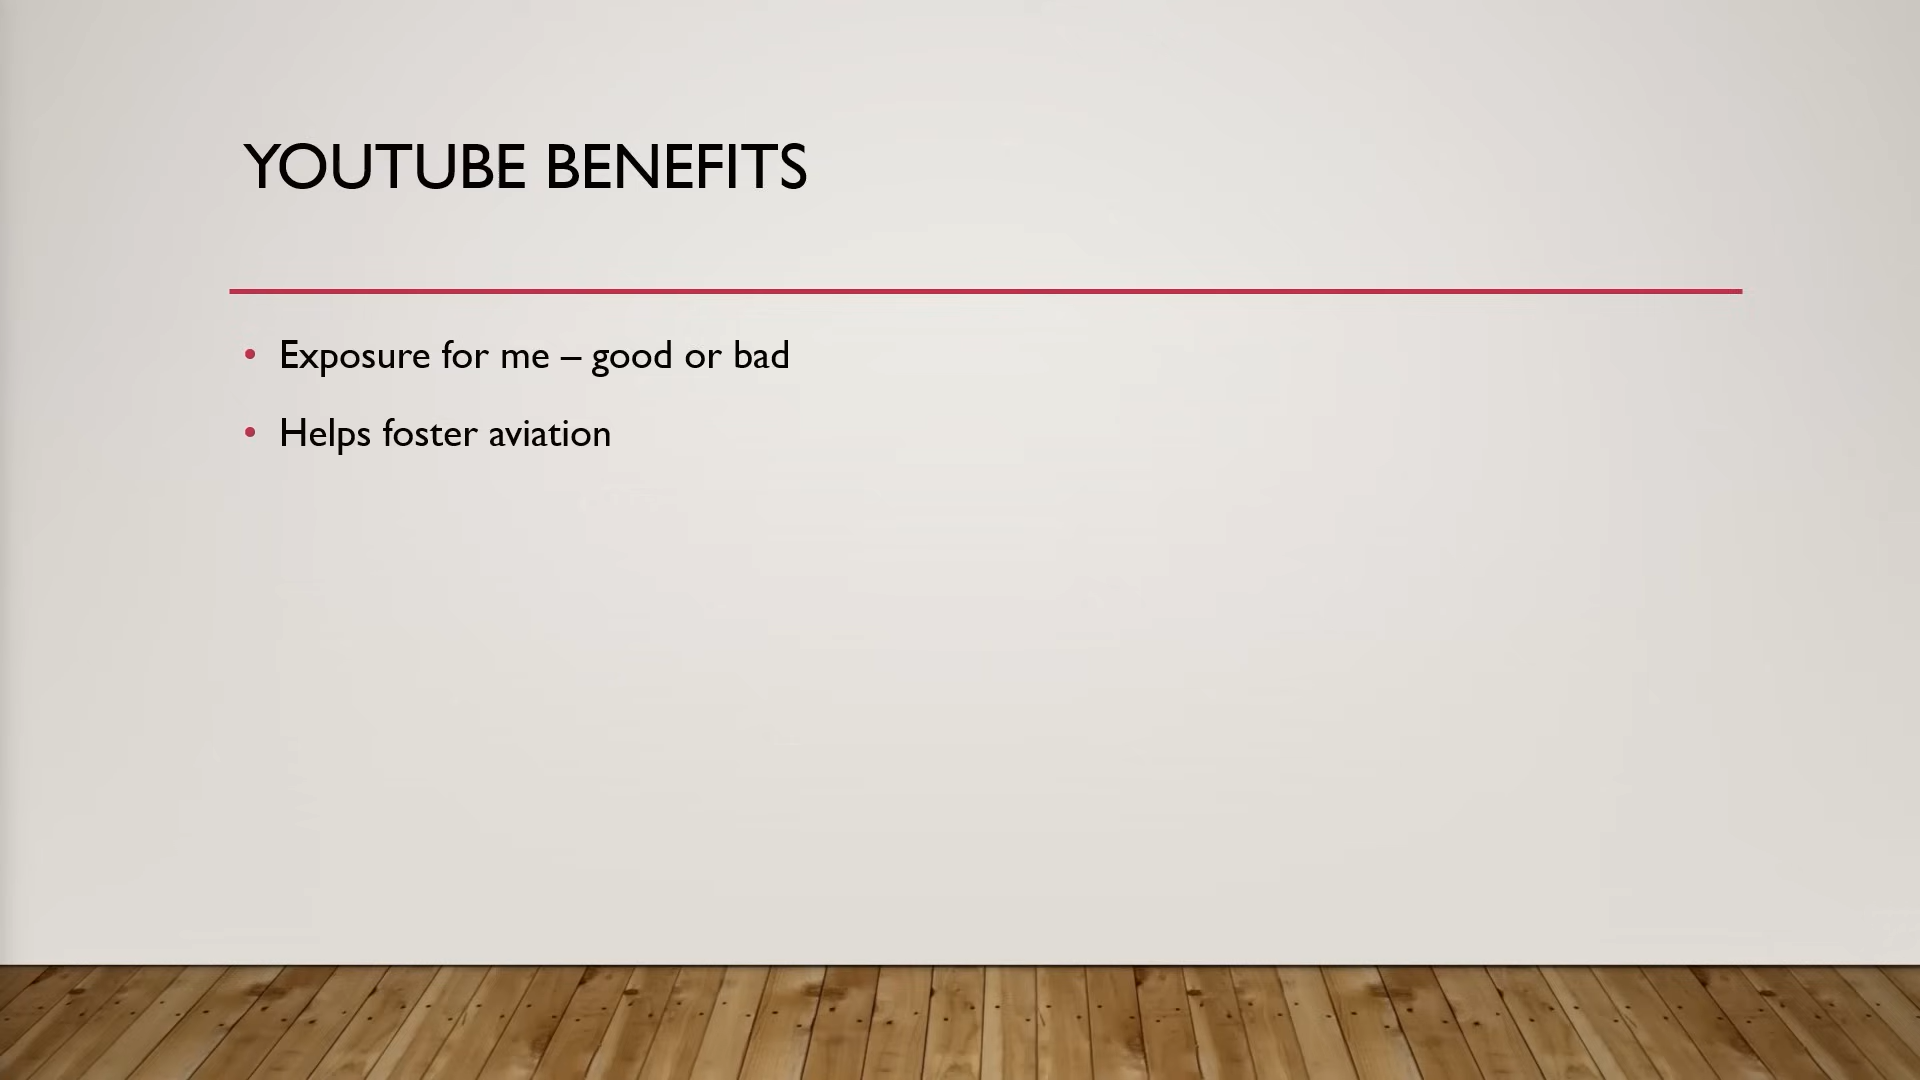 YOUTUBE BENEFITS
• Exposure for me – good or bad
• Helps foster aviation